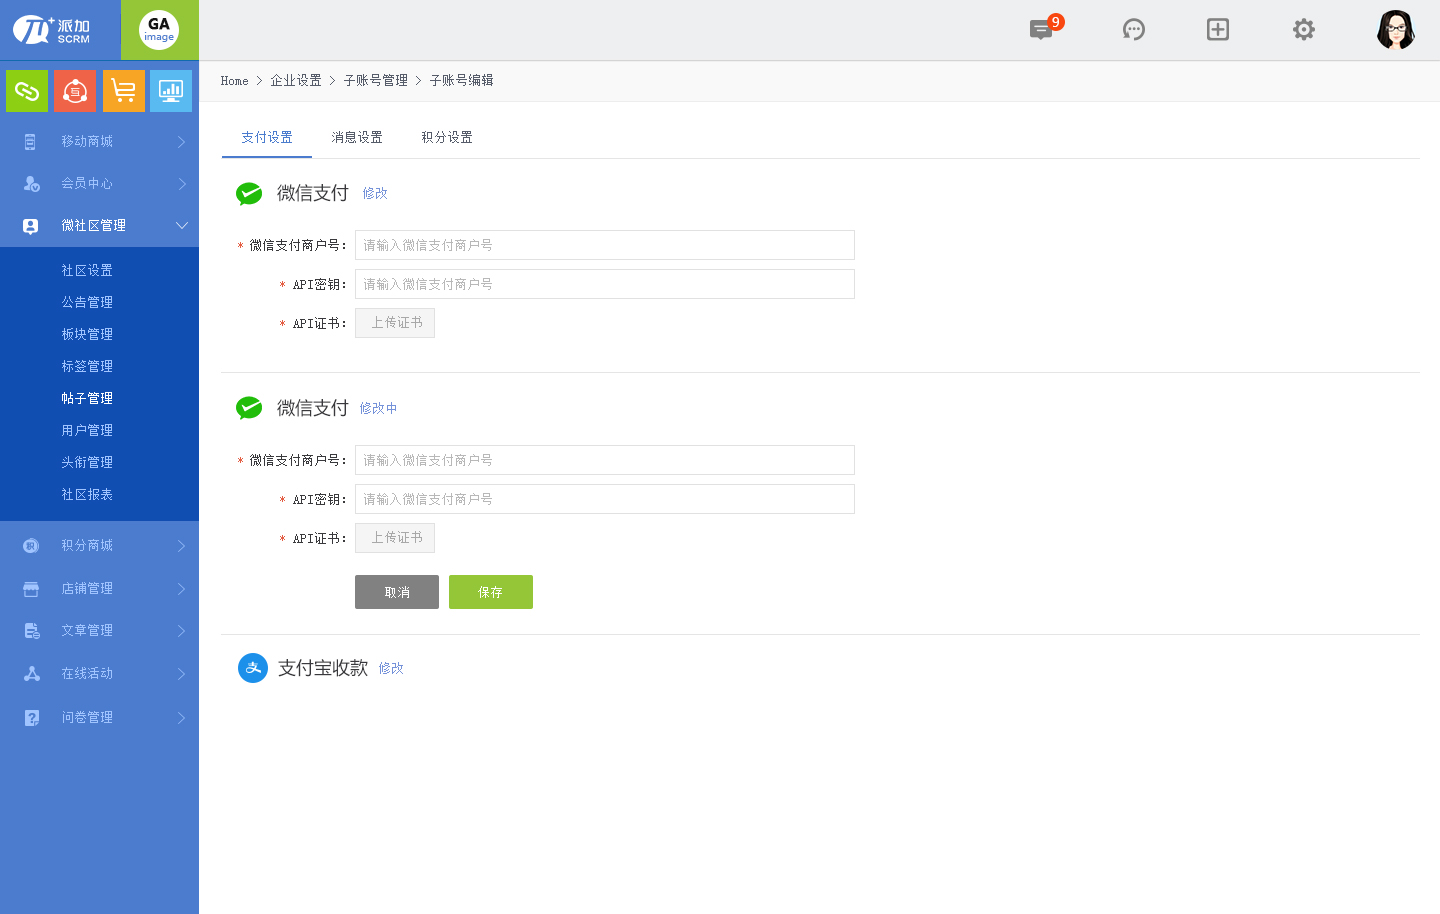 派加
SCRM
GA
image
9
Home > 企业设置 > 子账号管理 > 子账号编辑
互
移动商城
会员中心
微社区管理
社区设置
公告管理
板块管理
标签管理
帖子管理
用户管理
头衔管理
社区报表
积分商城
店铺管理
文章管理
在线活动
问卷管理
支付设置 消息设置 积分设置
微信支付 修改
* 微信支付商户号: 请输入微信支付商户号
* API密钥: 请输入微信支付商户号
* API证书: 上传证书
微信支付 修改中
* 微信支付商户号: 请输入微信支付商户号
* API密钥: 请输入微信支付商户号
* API证书: 上传证书
取消 保存
支付宝收款 修改